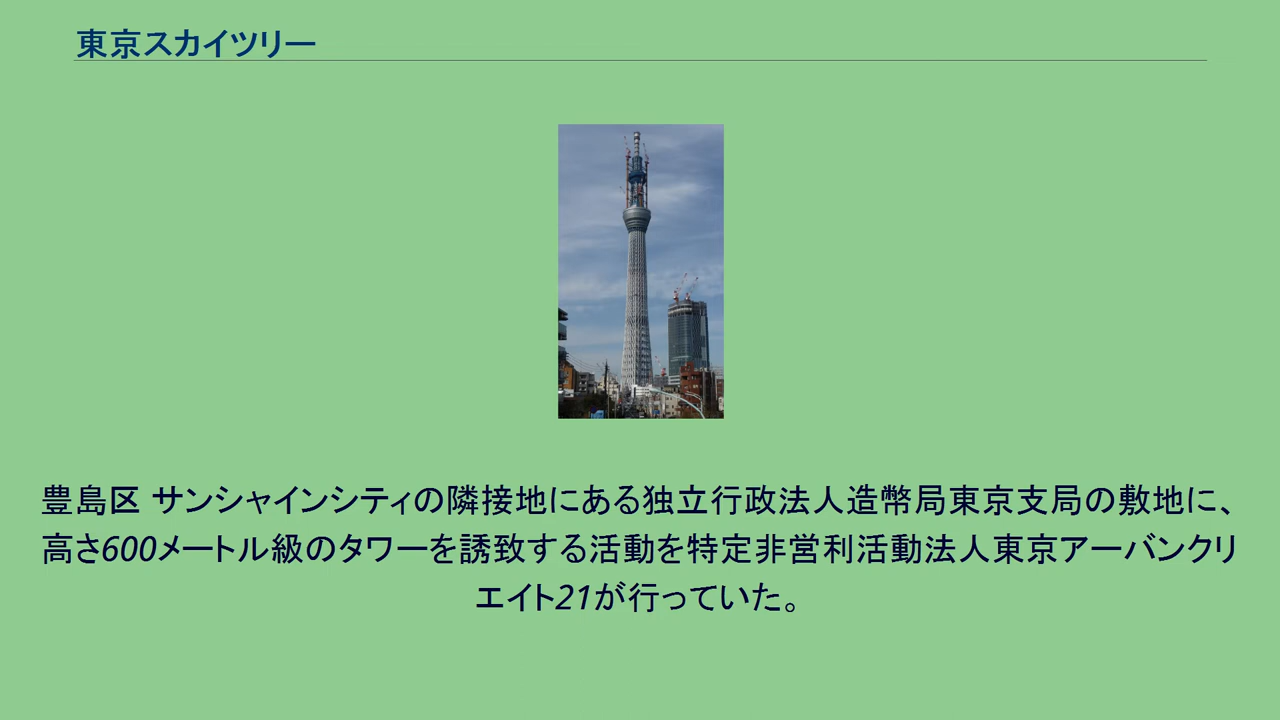 東京スカイツリー
豊島区 サンシャインシティの隣接地にある独立行政法人造幣局東京支局の敷地に、
高さ600メートル級のタワーを誘致する活動を特定非営利活動法人東京アーバンクリ
エイト21が行っていた。